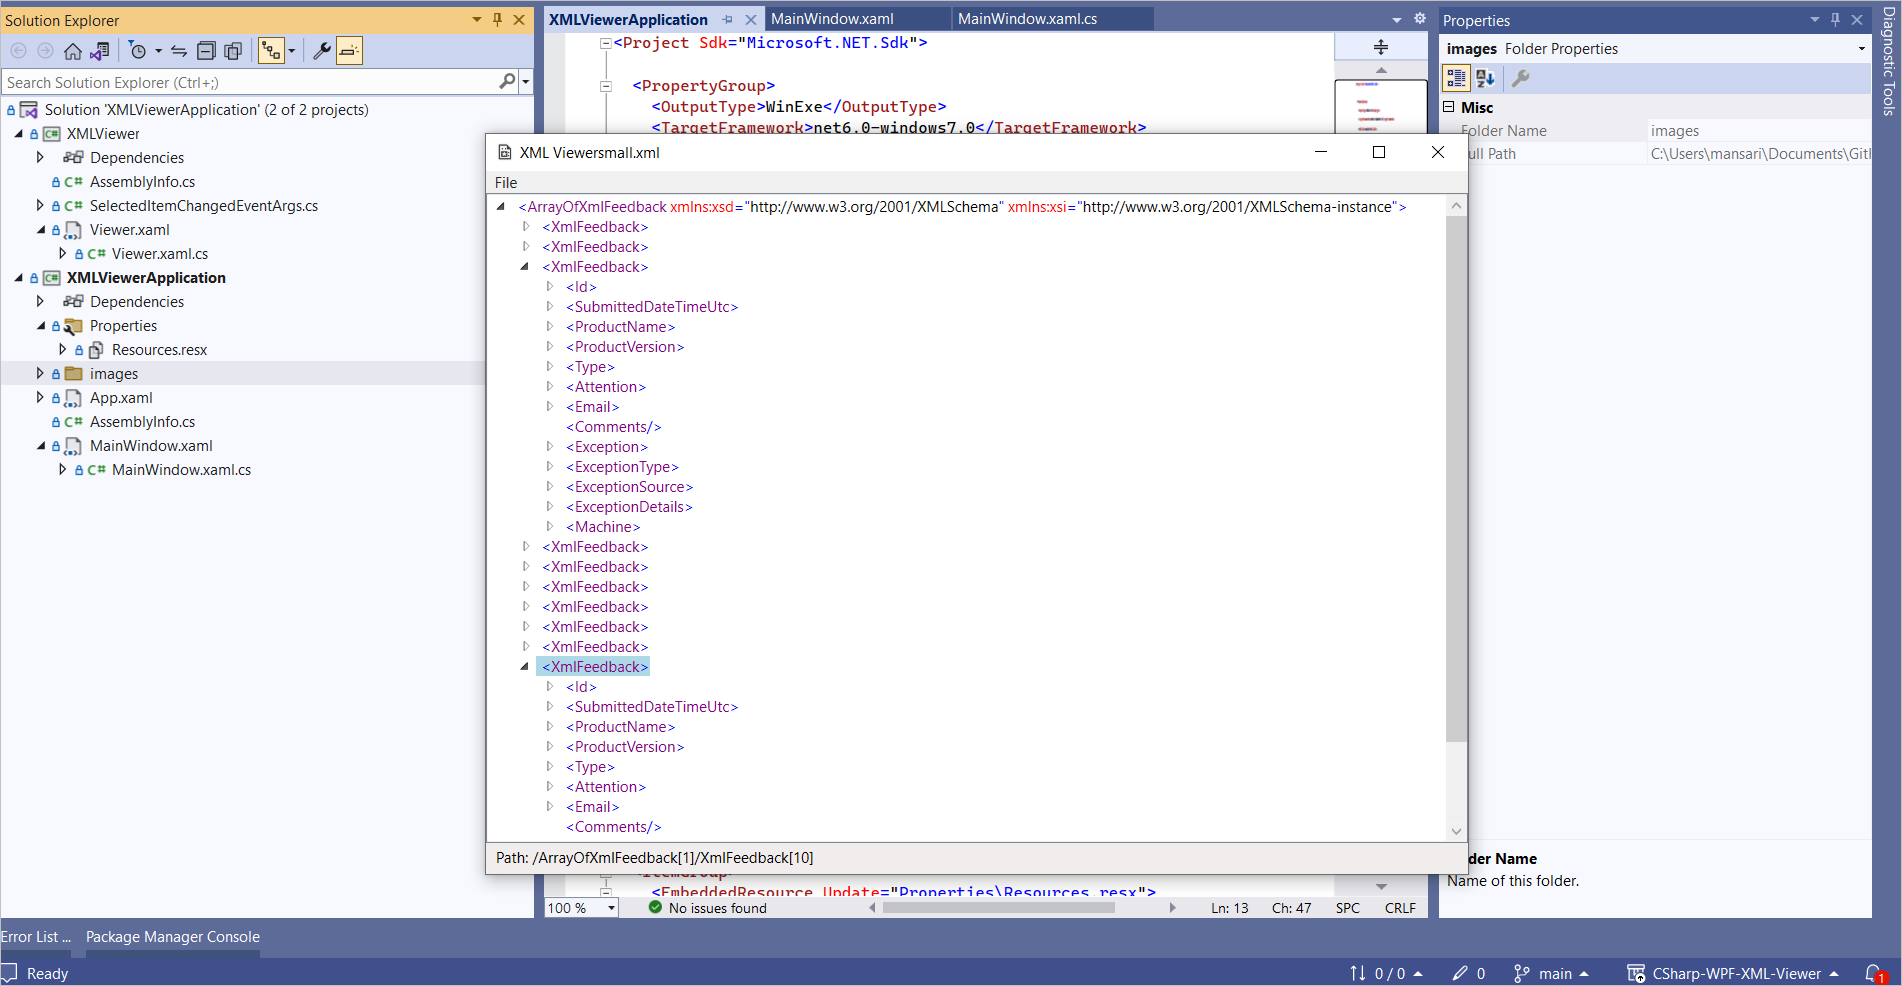 Solution Explorer
Search Solution Explorer (Ctrl+;)
Solution 'XMLViewerApplication' (2 of 2 projects)
XMLViewer
Dependencies
AssemblyInfo.cs
SelectedItemChangedEventArgs.cs
Viewer.xaml
Viewer.xaml.cs
XMLViewerApplication
Dependencies
Properties
Resources.resx
images
App.xaml
AssemblyInfo.cs
MainWindow.xaml
MainWindow.xaml.cs
XMLViewerApplication MainWindow.xaml MainWindow.xaml.cs
<Project Sdk="Microsoft.NET.Sdk">
<PropertyGroup>
<OutputType>WinExe</OutputType>
<TargetFramework>net6.0-windows7.0</TargetFramework>
XML Viewersmall.xml
File
<ArrayOfXmlFeedback xmlns:xsd="http://www.w3.org/2001/XMLSchema" xmlns:xsi="http://www.w3.org/2001/XMLSchema-instance">
<XmlFeedback>
<XmlFeedback>
<XmlFeedback>
<Id>
<SubmittedDateTimeUtc>
<ProductName>
<ProductVersion>
<Type>
<Attention>
<Email>
<Comments/>
<Exception>
<ExceptionType>
<ExceptionSource>
<ExceptionDetails>
<Machine>
<XmlFeedback>
<XmlFeedback>
<XmlFeedback>
<XmlFeedback>
<XmlFeedback>
<XmlFeedback>
<XmlFeedback>
<Id>
<SubmittedDateTimeUtc>
<ProductName>
<ProductVersion>
<Type>
<Attention>
<Email>
<Comments/>
Path: /ArrayOfXmlFeedback[1]/XmlFeedback[10]
<ItemGroup>
<EmbeddedResource Update="Properties\Resources.resx">
100 % No issues found Ln: 13 Ch: 47 SPC CRLF
Properties
images Folder Properties
Misc
Folder Name images
ull Path C:\Users\mansari\Documents\Gitl
der Name
Name of this folder.
Diagnostic Tools
Error List ... Package Manager Console
Ready 0 / 0 0 main CSharp-WPF-XML-Viewer 1